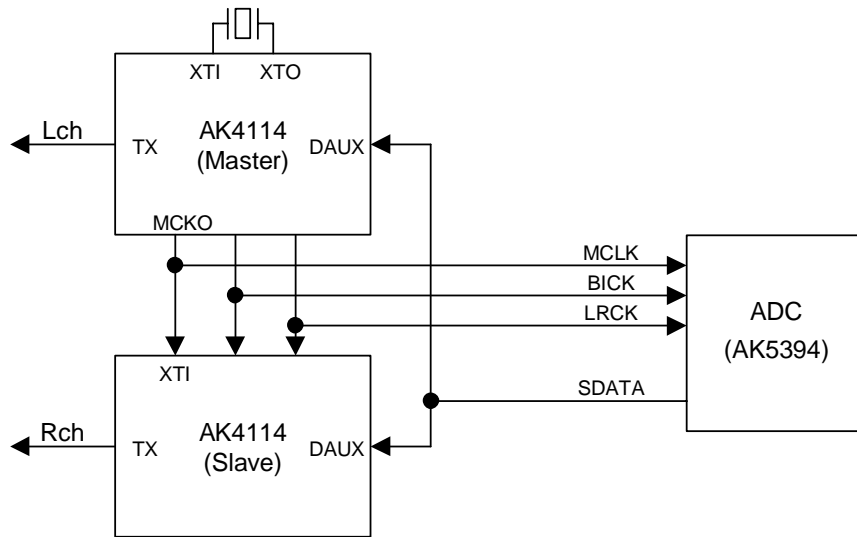 XTI XTO
Lch
TX
AK4114
(Master)
DAUX
MCKO
MCLK
BICK
LRCK
ADC
(AK5394)
SDATA
XTI
Rch
TX
AK4114
(Slave)
DAUX